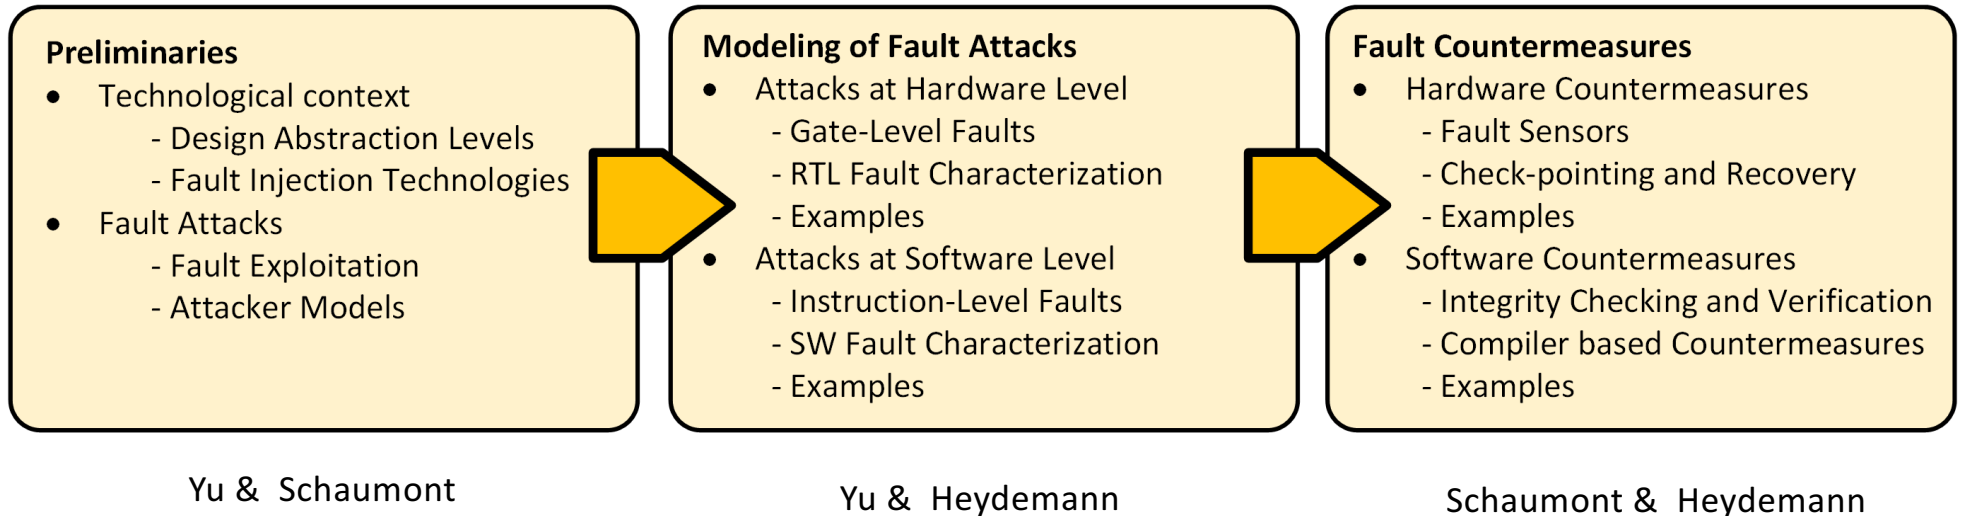 Preliminaries
• Technological context
- Design Abstraction Levels
- Fault Injection Technologies
• Fault Attacks
- Fault Exploitation
- Attacker Models
Yu & Schaumont
Modeling of Fault Attacks
• Attacks at Hardware Level
- Gate-Level Faults
- RTL Fault Characterization
- Examples
• Attacks at Software Level
- Instruction-Level Faults
- SW Fault Characterization
- Examples
Yu & Heydemann
Fault Countermeasures
• Hardware Countermeasures
- Fault Sensors
- Check-pointing and Recovery
- Examples
• Software Countermeasures
- Integrity Checking and Verification
- Compiler based Countermeasures
- Examples
Schaumont & Heydemann